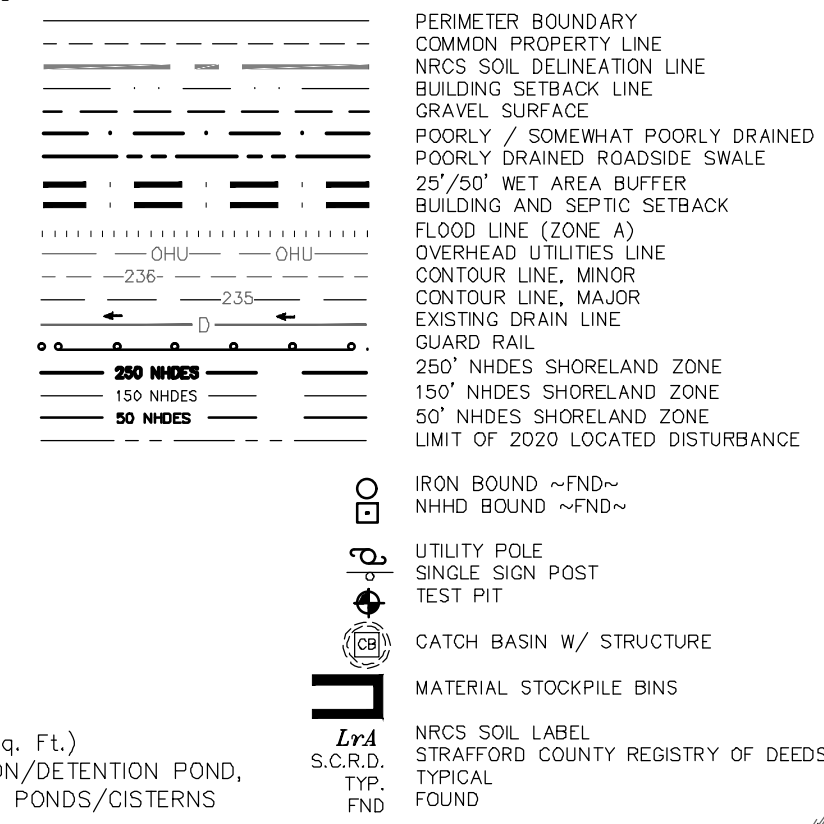 PERIMETER BOUNDARY
COMMON PROPERTY LINE
NRCS SOIL DELINEATION LINE
BUILDING SETBACK LINE
GRAVEL SURFACE
POORLY / SOMEWHAT POORLY DRAINED
POORLY DRAINED ROADSIDE SWALE
25'/50' WET AREA BUFFER
BUILDING AND SEPTIC SETBACK
FLOOD LINE (ZONE A)
OHU OHU OVERHEAD UTILITIES LINE
236 CONTOUR LINE, MINOR
235 CONTOUR LINE, MAJOR
D EXISTING DRAIN LINE
GUARD RAIL
250 NHDES 250' NHDES SHORELAND ZONE
150 NHDES 150' NHDES SHORELAND ZONE
50 NHDES 50' NHDES SHORELAND ZONE
LIMIT OF 2020 LOCATED DISTURBANCE
IRON BOUND ~FND~
NHHD BOUND ~FND~
UTILITY POLE
SINGLE SIGN POST
TEST PIT
CB CATCH BASIN W/ STRUCTURE
MATERIAL STOCKPILE BINS
LrA NRCS SOIL LABEL
S.C.R.D. STRAFFORD COUNTY REGISTRY OF DEEDS
TYP. TYPICAL
FND FOUND
q. Ft.)
ON/DETENTION POND,
PONDS/CISTERNS